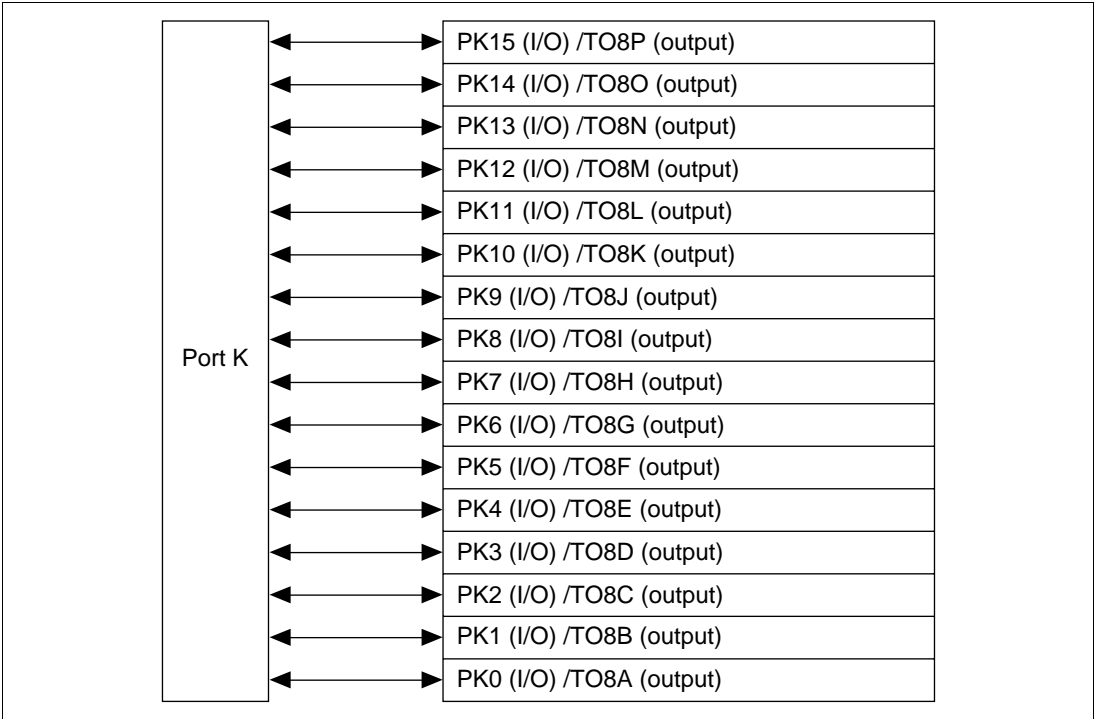 PK15 (I/O) /TO8P (output)
PK14 (I/O) /TO8O (output)
PK13 (I/O) /TO8N (output)
PK12 (I/O) /TO8M (output)
PK11 (I/O) /TO8L (output)
PK10 (I/O) /TO8K (output)
PK9 (I/O) /TO8J (output)
PK8 (I/O) /TO8I (output)
Port K
PK7 (I/O) /TO8H (output)
PK6 (I/O) /TO8G (output)
PK5 (I/O) /TO8F (output)
PK4 (I/O) /TO8E (output)
PK3 (I/O) /TO8D (output)
PK2 (I/O) /TO8C (output)
PK1 (I/O) /TO8B (output)
PK0 (I/O) /TO8A (output)